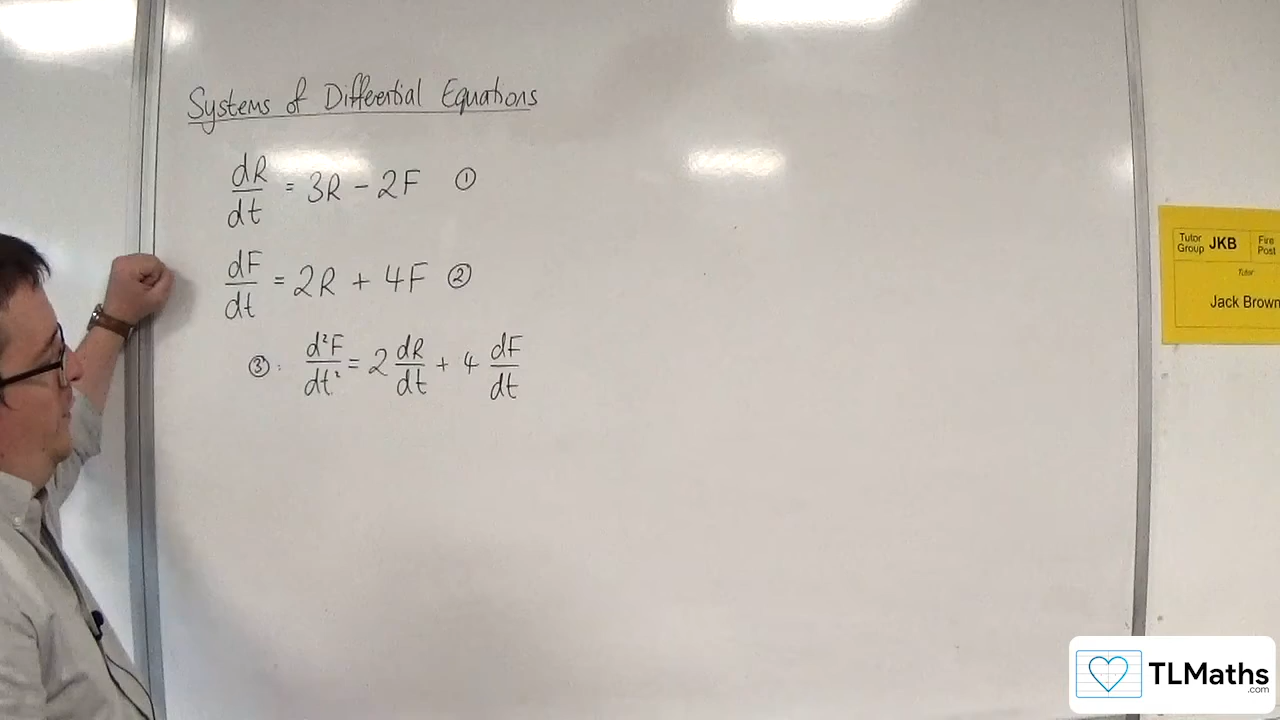 Systems of Differential Equations
dR/dt = 3R - 2F ①
dF/dt = 2R + 4F ②
③: d²F/dt² = 2 dR/dt + 4 dF/dt
Tutor Group JKB Fire Post
Tutor
Jack Brown
TLMaths
.com